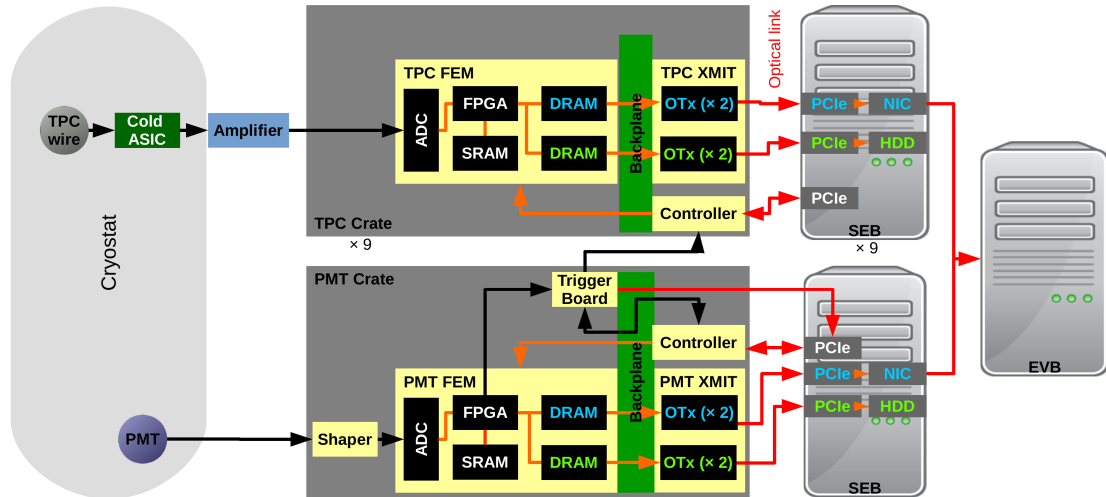 Optical link
TPC FEM
TPC XMIT
FPGA
DRAM
OTx (× 2)
PCIe
NIC
ADC
Backplane
TPC
wire
Cold
ASIC
Amplifier
SRAM
DRAM
OTx (× 2)
PCIe
HDD
PCIe
Controller
TPC Crate
SEB
× 9
× 9
Cryostat
PMT Crate
Trigger
Board
Controller
PCIe
Backplane
EVB
PMT FEM
PMT XMIT
PCIe
NIC
FPGA
DRAM
OTx (× 2)
PCIe
HDD
ADC
PMT
Shaper
SRAM
DRAM
OTx (× 2)
SEB